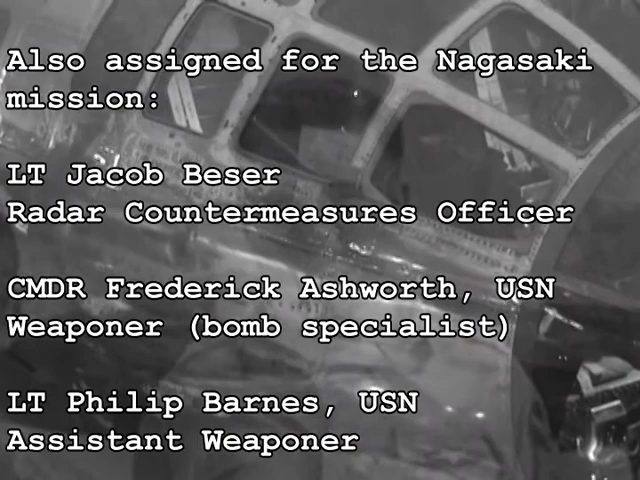 Also assigned for the Nagasaki
mission:
LT Jacob Beser
Radar Countermeasures Officer
CMDR Frederick Ashworth, USN
Weaponer (bomb specialist)
LT Philip Barnes, USN
Assistant Weaponer